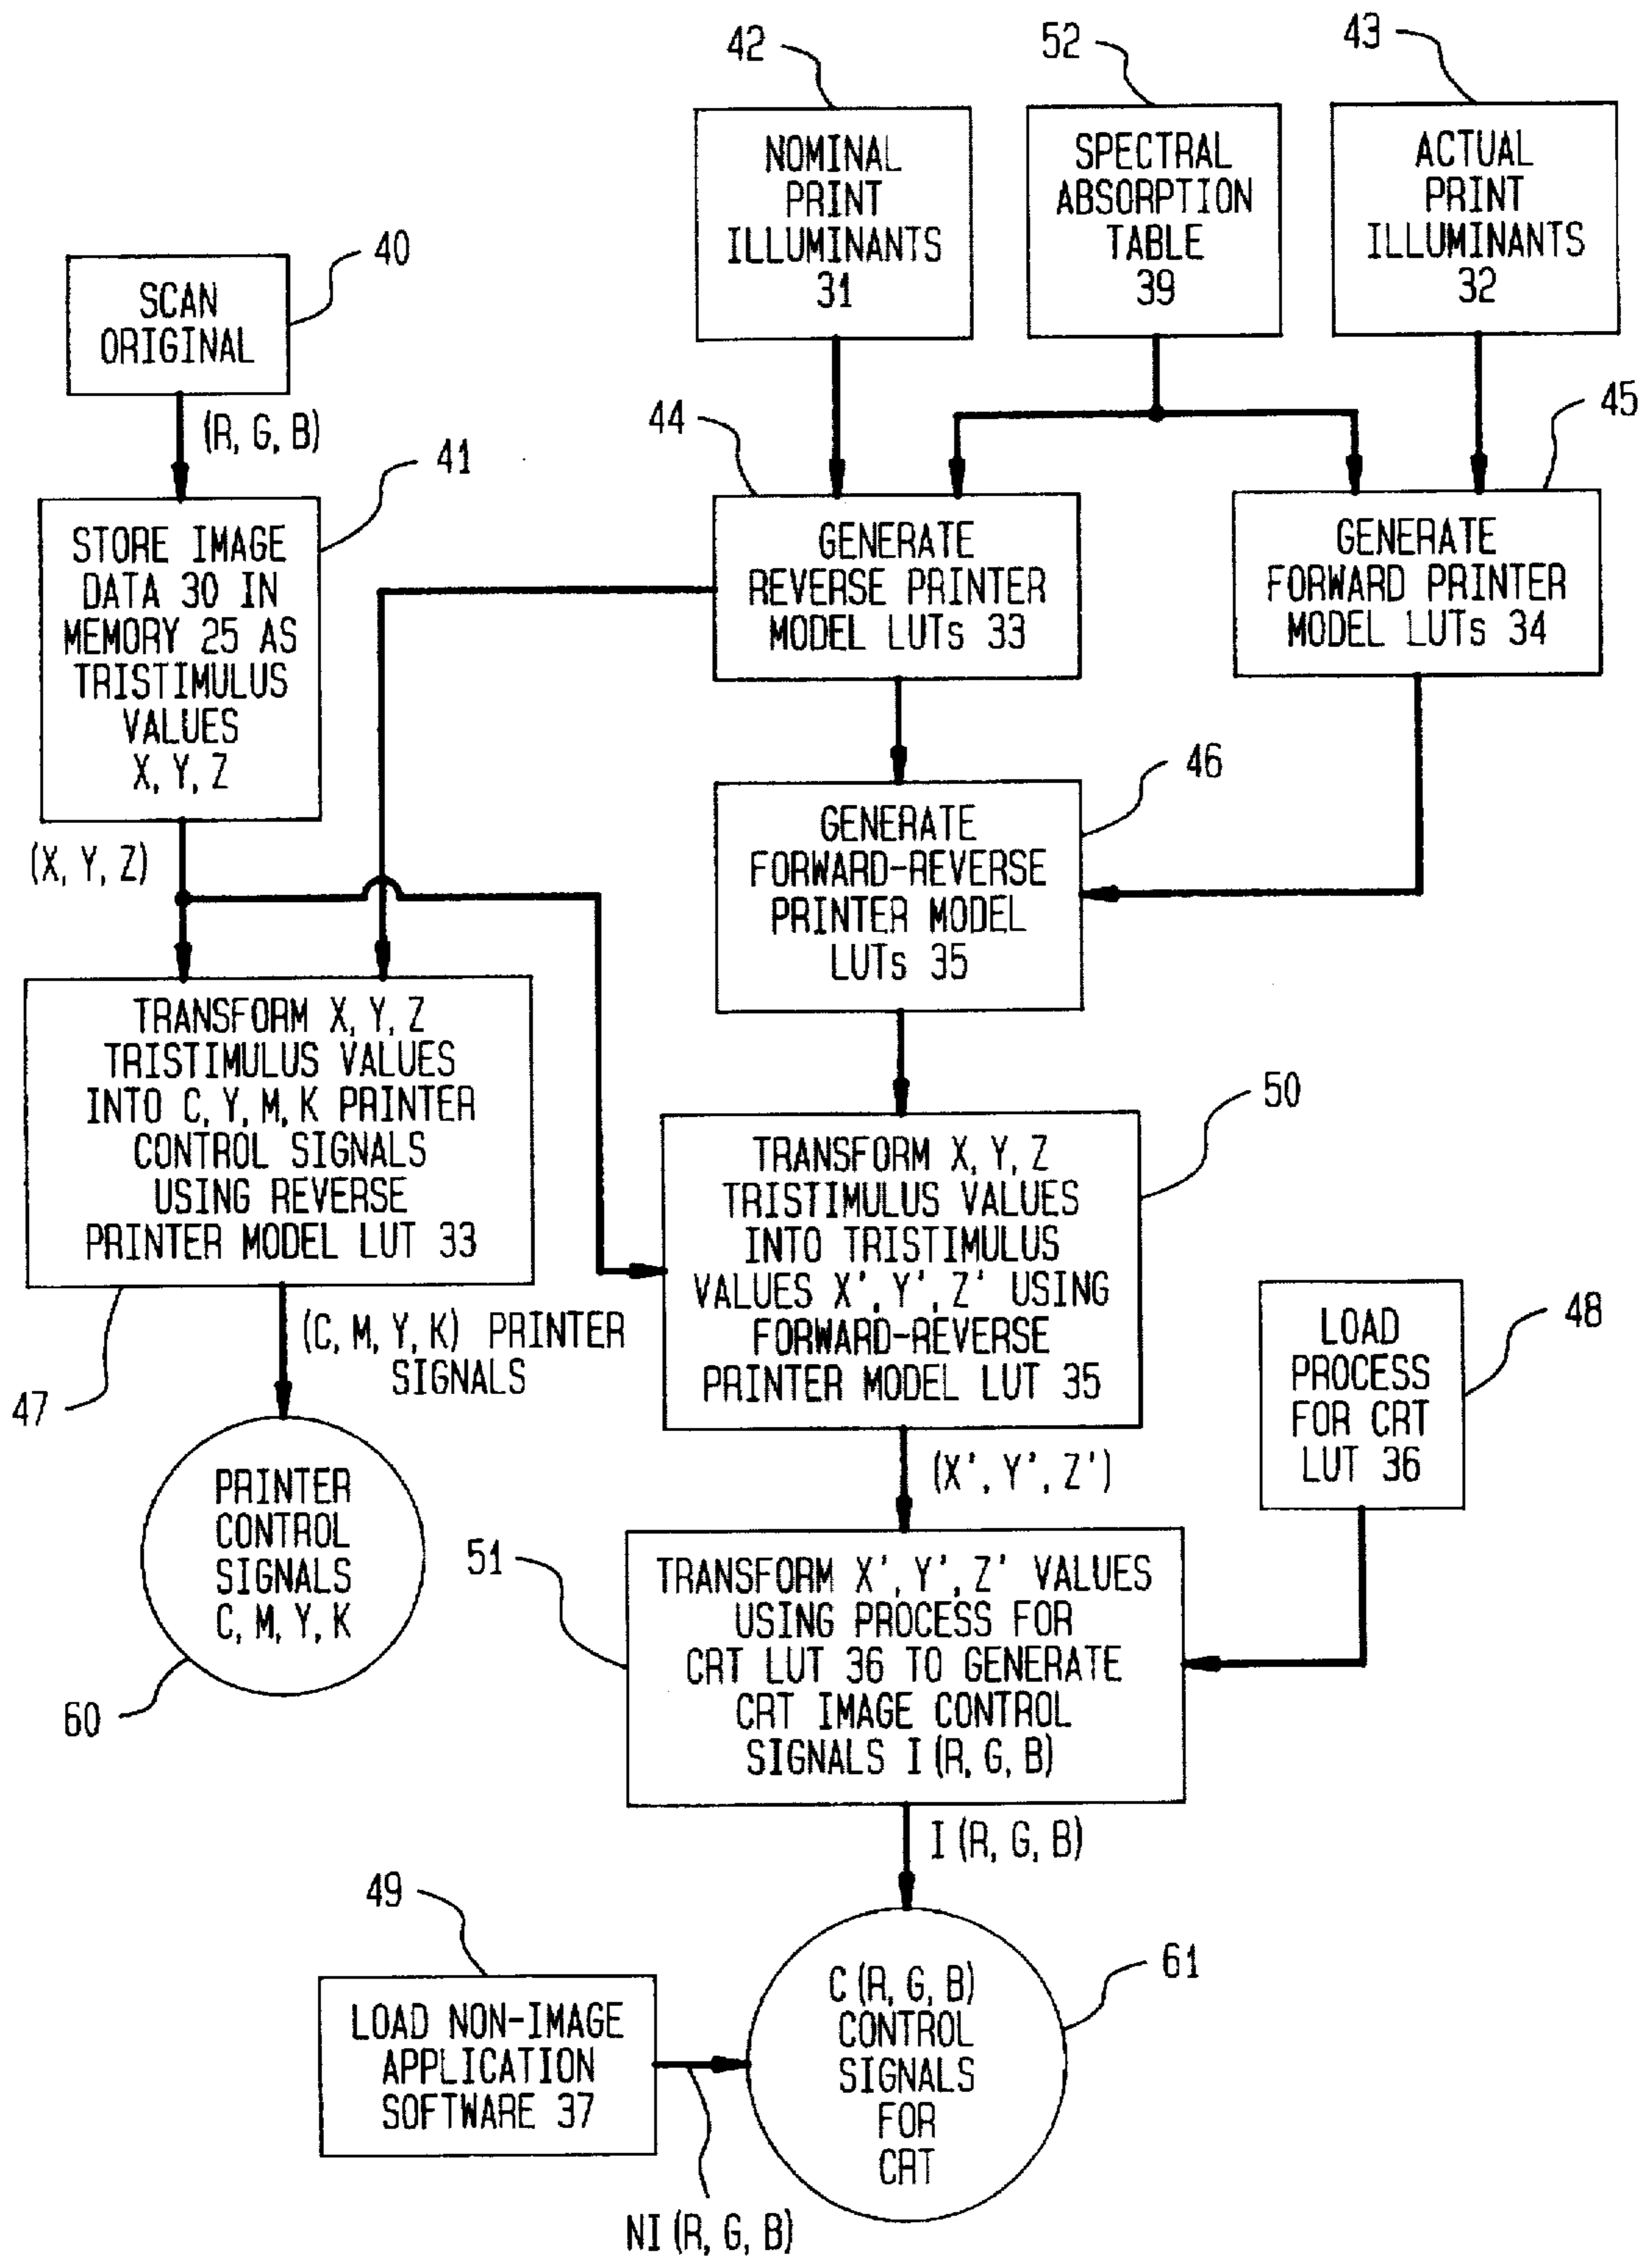 42
52
43
NOMINAL
PRINT
ILLUMINANTS
31
SPECTRAL
ABSORPTION
TABLE
39
ACTUAL
PRINT
ILLUMINANTS
32
40
SCAN
ORIGINAL
(R, G, B)
44
45
41
STORE IMAGE
DATA 30 IN
MEMORY 25 AS
TRISTIMULUS
VALUES
X, Y, Z
GENERATE
REVERSE PRINTER
MODEL LUTs 33
GENERATE
FORWARD PRINTER
MODEL LUTs 34
46
(X, Y, Z)
GENERATE
FORWARD-REVERSE
PRINTER MODEL
LUTs 35
TRANSFORM X, Y, Z
TRISTIMULUS VALUES
INTO C, Y, M, K PRINTER
CONTROL SIGNALS
USING REVERSE
PRINTER MODEL LUT 33
50
TRANSFORM X, Y, Z
TRISTIMULUS VALUES
INTO TRISTIMULUS
VALUES X', Y', Z' USING
FORWARD-REVERSE
PRINTER MODEL LUT 35
48
LOAD
PROCESS
FOR CRT
LUT 36
47
(C, M, Y, K) PRINTER
SIGNALS
(X', Y', Z')
PRINTER
CONTROL
SIGNALS
C, M, Y, K
60
51
TRANSFORM X', Y', Z' VALUES
USING PROCESS FOR
CRT LUT 36 TO GENERATE
CRT IMAGE CONTROL
SIGNALS I (R, G, B)
I (R, G, B)
49
LOAD NON-IMAGE
APPLICATION
SOFTWARE 37
61
C (R, G, B)
CONTROL
SIGNALS
FOR
CRT
NI (R, G, B)